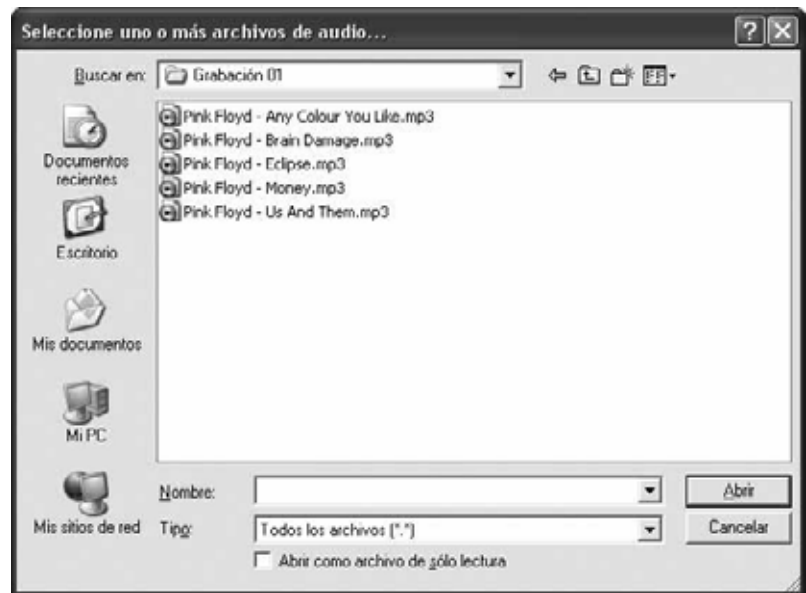 Seleccione uno o más archivos de audio...
Buscar en:
Grabación 01
Documentos
recientes
Escritorio
Mis documentos
Mi PC
Mis sitios de red
Pink Floyd - Any Colour You Like.mp3
Pink Floyd - Brain Damage.mp3
Pink Floyd - Eclipse.mp3
Pink Floyd - Money.mp3
Pink Floyd - Us And Them.mp3
Nombre:
Abrir
Tipo:
Todos los archivos (*.*)
Cancelar
Abrir como archivo de sólo lectura